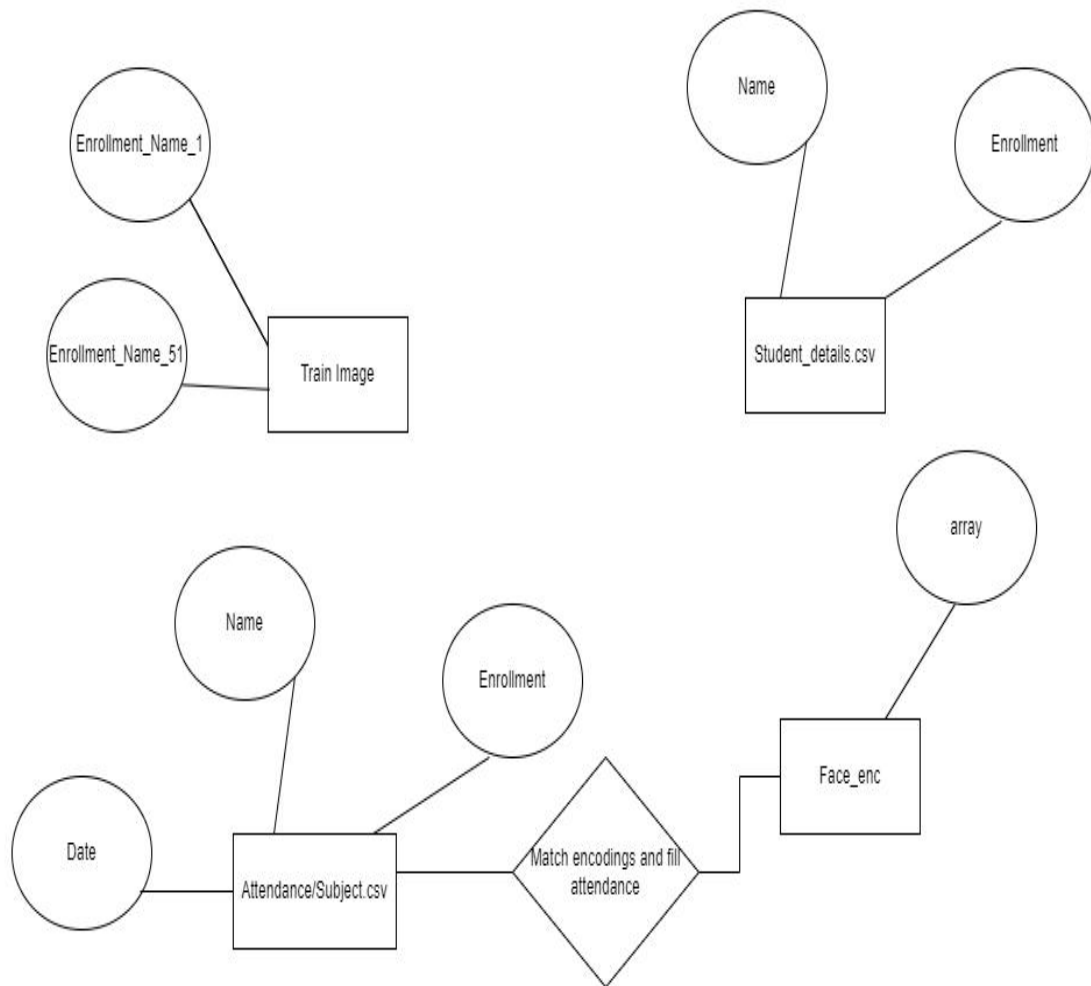 Name
Enrollment_Name_1
Enrollment
Enrollment_Name_51
Train Image
Student_details.csv
array
Name
Enrollment
Face_enc
Date
Match encodings and fill
attendance
Attendance/Subject.csv